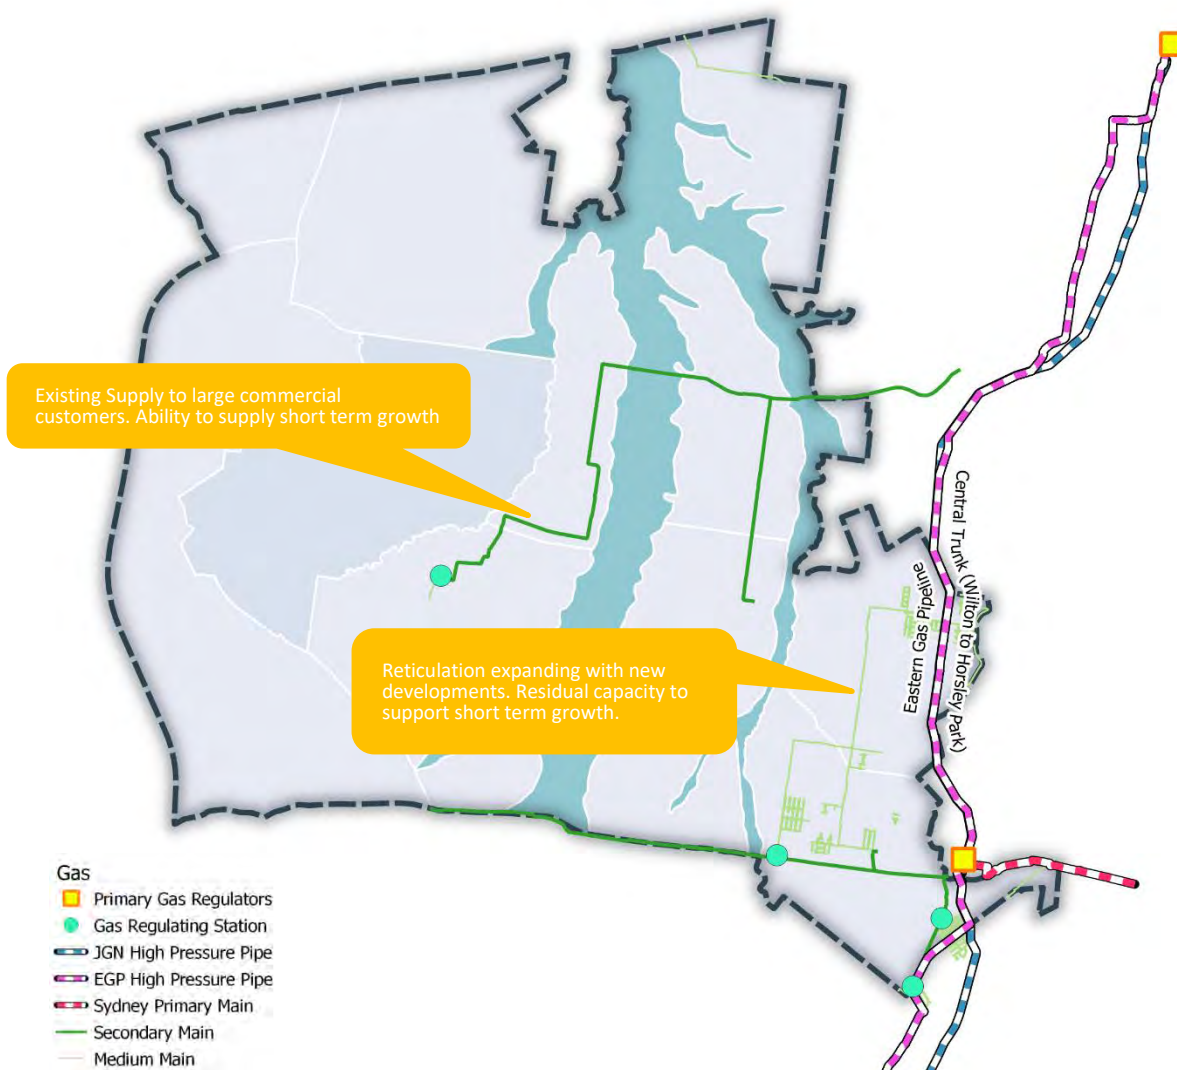 Existing Supply to large commercial
customers. Ability to supply short term growth
Central Trunk (Wilton to Horsley Park)
Eastern Gas Pipeline
Reticulation expanding with new
developments. Residual capacity to
support short term growth.
Gas
Primary Gas Regulators
Gas Regulating Station
JGN High Pressure Pipe
EGP High Pressure Pipe
Sydney Primary Main
Secondary Main
Medium Main